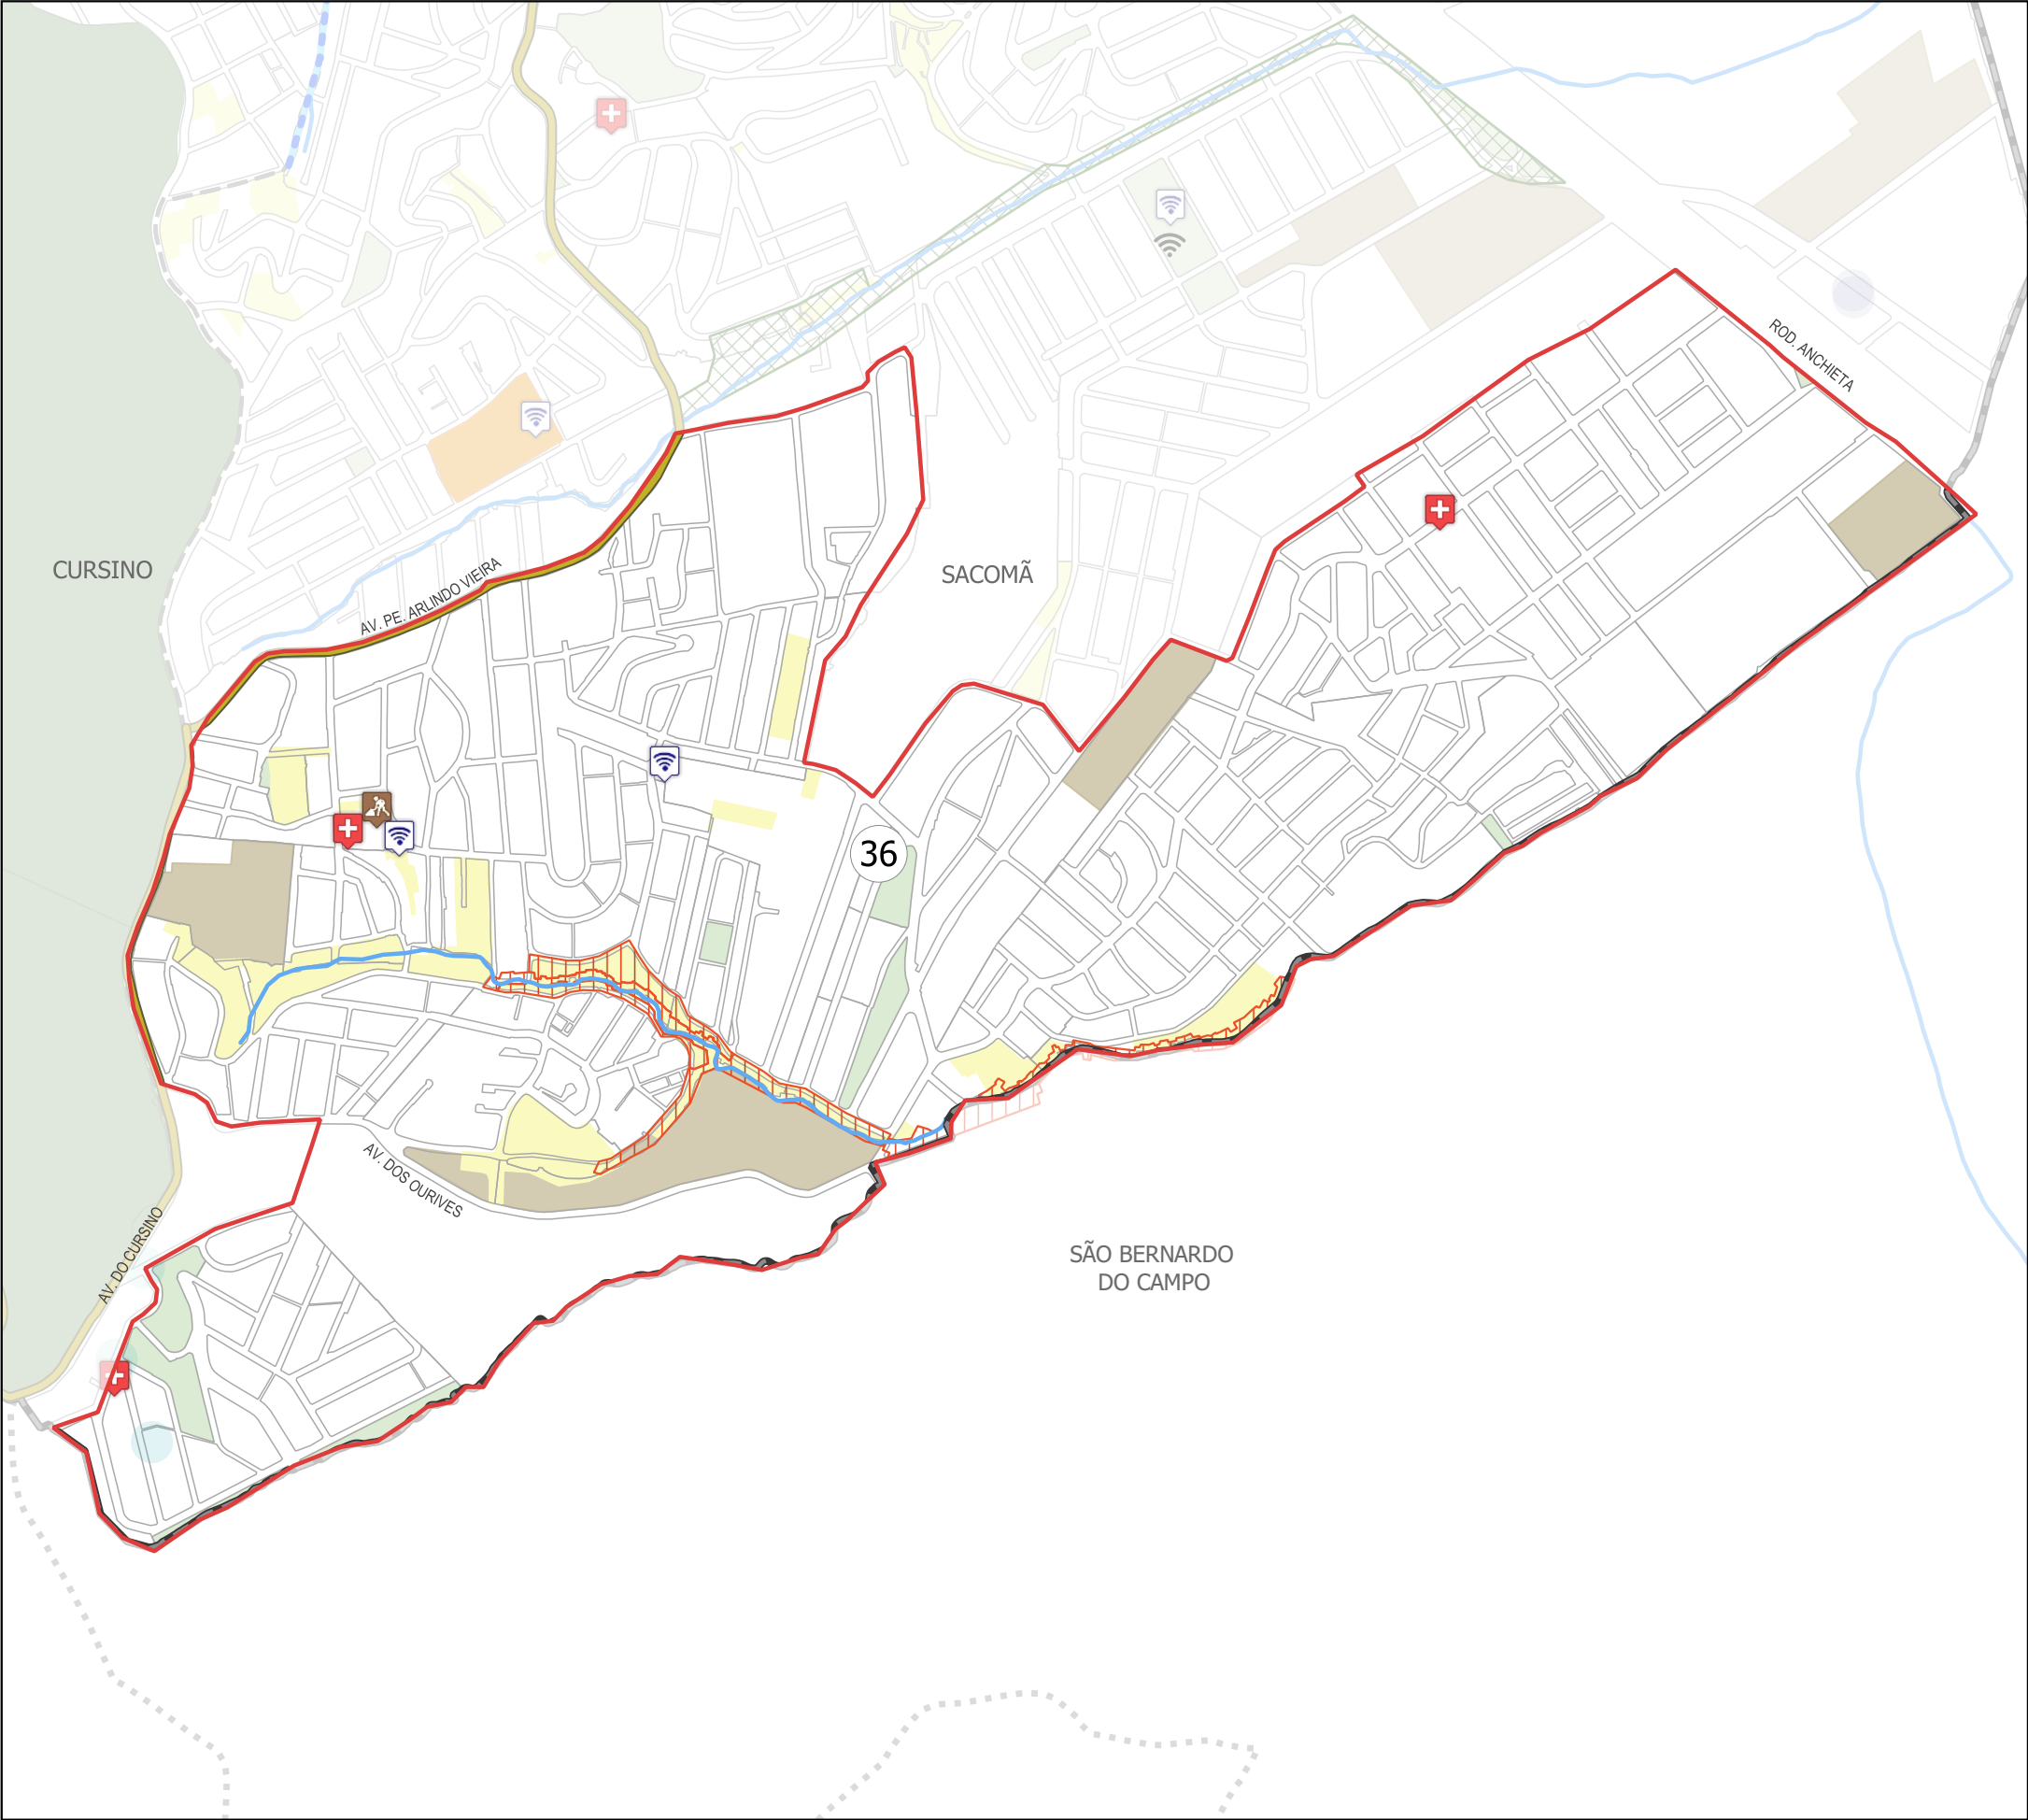 ROD. ANCHIETA
CURSINO
SACOMÃ
AV. PE. ARLINDO VIEIRA
36
AV. DOS OURIVES
AV. DO CURSINO
SÃO BERNARDO
DO CAMPO